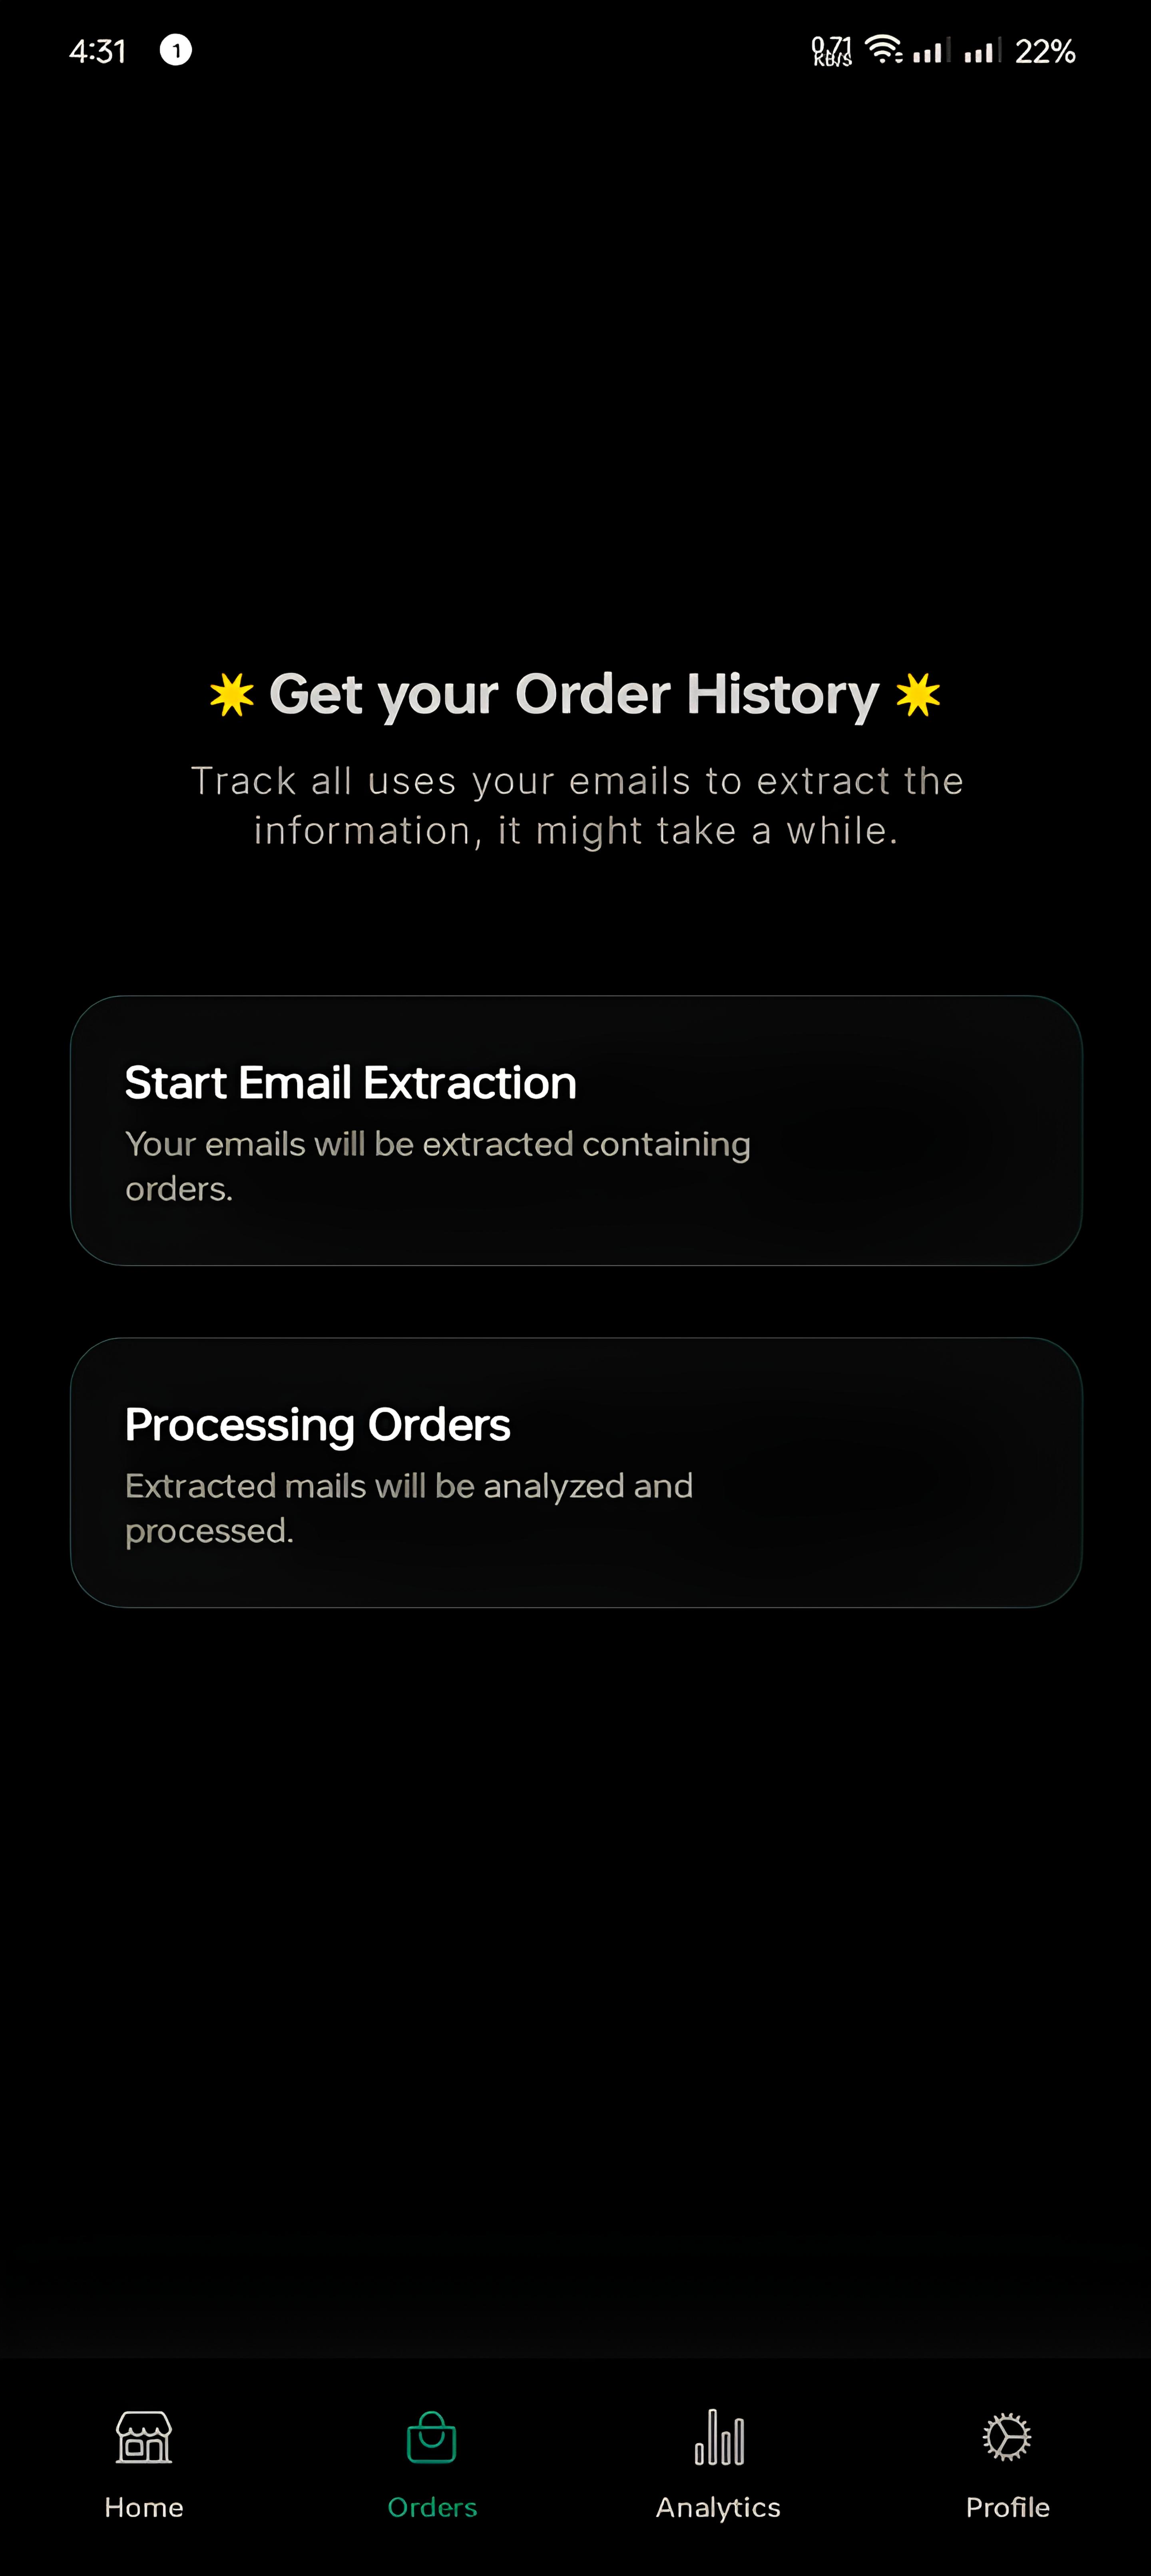 4:31 1 0.71 KB/S 22%
Get your Order History
Track all uses your emails to extract the
information, it might take a while.
Start Email Extraction
Your emails will be extracted containing
orders.
Processing Orders
Extracted mails will be analyzed and
processed.
Home Orders Analytics Profile